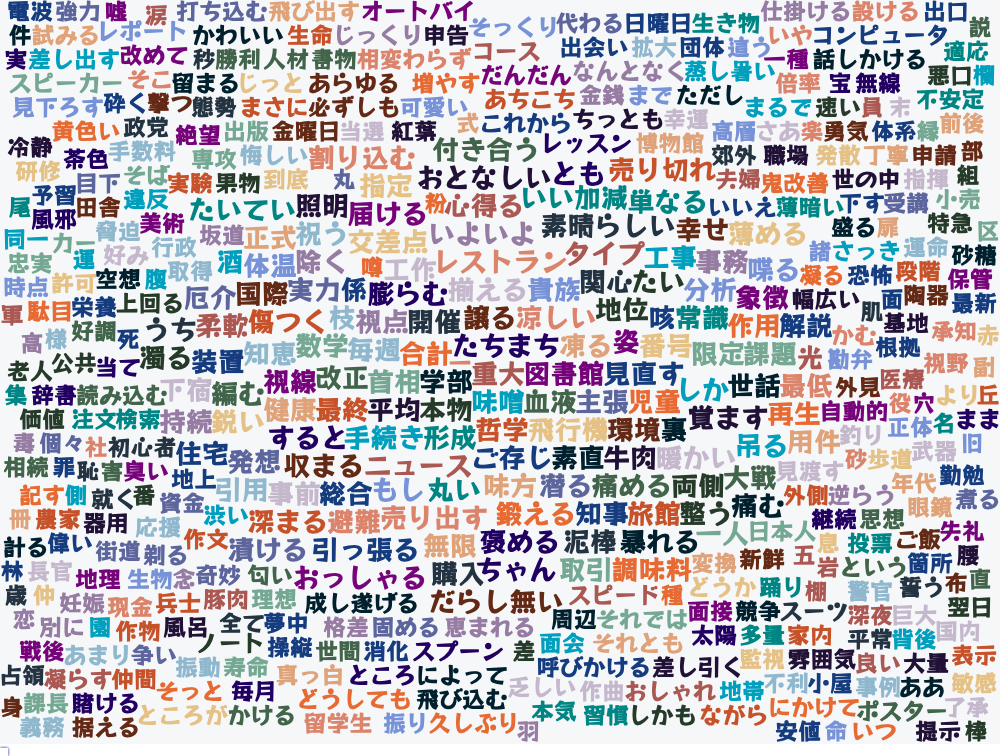 電波 強力 嘘 涙 打ち込む 飛び出す オートバイ そっくり 代わる 日曜日 生き物 仕掛ける 設ける 出口
件 試みる レポート かわいい 生命 じっくり 申告 コース 出会い 拡大 団体 違う いや コンピュータ 説
実 差し出す 改めて 秒 勝利 人材 書物 相変わらず 一種 話しかける 適応
スピーカー そこ 留まる じっと あらゆる 増やす だんだん なんとなく 蒸し暑い 倍率 宝 無線 悪口 欄
見下ろす 砕く 撃つ 態勢 まさに 必ずしも 可愛い あちこち 金銭 まで ただし まるで 速い 員 末 不安定
黄色い 政党 絶望 出版 金曜日 当選 紅葉 式 これから ちっとも 幸運 高層 さあ 楽 勇気 体系 縁 前後
冷静 茶色 手数料 専攻 悔しい 割り込む 付き合う レッスン 博物館 郊外 職場 発散 丁寧 申請 部
研修 目下 そば 実験 果物 到底 丸 指定 おとなしい とも 売り切れ 夫婦 鬼 改善 世の中 指揮 組
尾 予習 田舎 違反 たいてい 照明 届ける 粉 心得る いい加減 単なる いいえ 薄暗い 下す 受講 小売
風邪 脅迫 美術 坂道 正式 祝う 交差点 いよいよ 素晴らしい 幸せ 薄める 盛る 扉 特急 区
同一 カー 運 好み 行政 酒 体温 除く 噂 工作 レストラン タイプ 工事 事務 喋る 諸 さっき 運命 砂糖
忠実 時点 許可 空想 腹 取得 厄介 国際 実力 係 膨らむ 揃える 貴族 関心 たい 分析 象徴 凝る 恐怖 段階 保管
軍 駄目 栄養 上回る 柔軟 傷つく 枝 視点 開催 譲る 涼しい 地位 咳 常識 作用 解説 幅広い 肌 面 陶器 最新
高 様 好調 死 うち 知恵 数学 毎週 合計 たちまち 凍る 姿 番号 限定 課題 光 勘弁 かむ 根拠 基地 承知 赤
老人 公共 当て 濁る 装置 視線 改正 首相 学部 重大 図書館 見直す しか 世話 最低 外見 医療 視野 副
集 辞書 読み込む 下宿 編む 健康 最終 平均 本物 味噌 血液 主張 児童 覚ます 再生 自動的 役 穴 より 丘
価値 注文 検索 持続 鋭い すると 手続き 形成 哲学 飛行機 環境 裏 吊る 用件 釣り 正体 名 まま
毒 個々 社 初心者 住宅 発想 収まる ニュース ご存じ 素直 牛肉 暖かい 見渡す 砂 歩道 武器 旧
相続 罪 恥 害 臭い 地上 引用 事前 総合 もし 丸い 味方 潜る 痛める 両側 大戦 外側 逆らう 年代 勤勉
記す 側 就く 番 資金 渋い 深まる 避難 売り出す 鍛える 知事 旅館 整う 痛む 継続 思想 眼鏡 煮る
冊 農家 器用 応援 作文 漬ける 引っ張る 無限 褒める 泥棒 暴れる 一人 日本人 息 投票 ご飯 失礼
計る 偉い 街道 剃る 奇妙 匂い おっしゃる 購入 ちゃん 取引 調味料 変換 新鮮 五 岩 という 箇所 腰
林 長官 地理 生物 念 豚肉 理想 成し遂げる だらし無い スピード 種 どうか 踊り 棚 警官 誓う 布 直
歳 仲 妊娠 現金 兵士 全て 夢中 格差 固める 恵まれる 周辺 それでは 面接 競争 スーツ 深夜 巨大 翌日
恋 別に 園 作物 風呂 ノート 操縦 世間 消化 スプーン 差 面会 それとも 太陽 多量 家内 平常 背後 国内
戦後 あまり 争い 振動 寿命 真っ白 ところ によって 呼びかける 差し引く 監視 雰囲気 良い 大量 表示
占領 凝らす 仲間 そっと 毎月 どうしても 飛び込む 乏しい 作曲 おしゃれ 地帯 不利 小屋 事例 ああ 敏感
身 課長 賭ける ところが かける 留学生 振り 久しぶり 羽 本気 習慣 しかも ながら にかけて ポスター 了承
義務 据える 安値 命 いつ 提示 棒